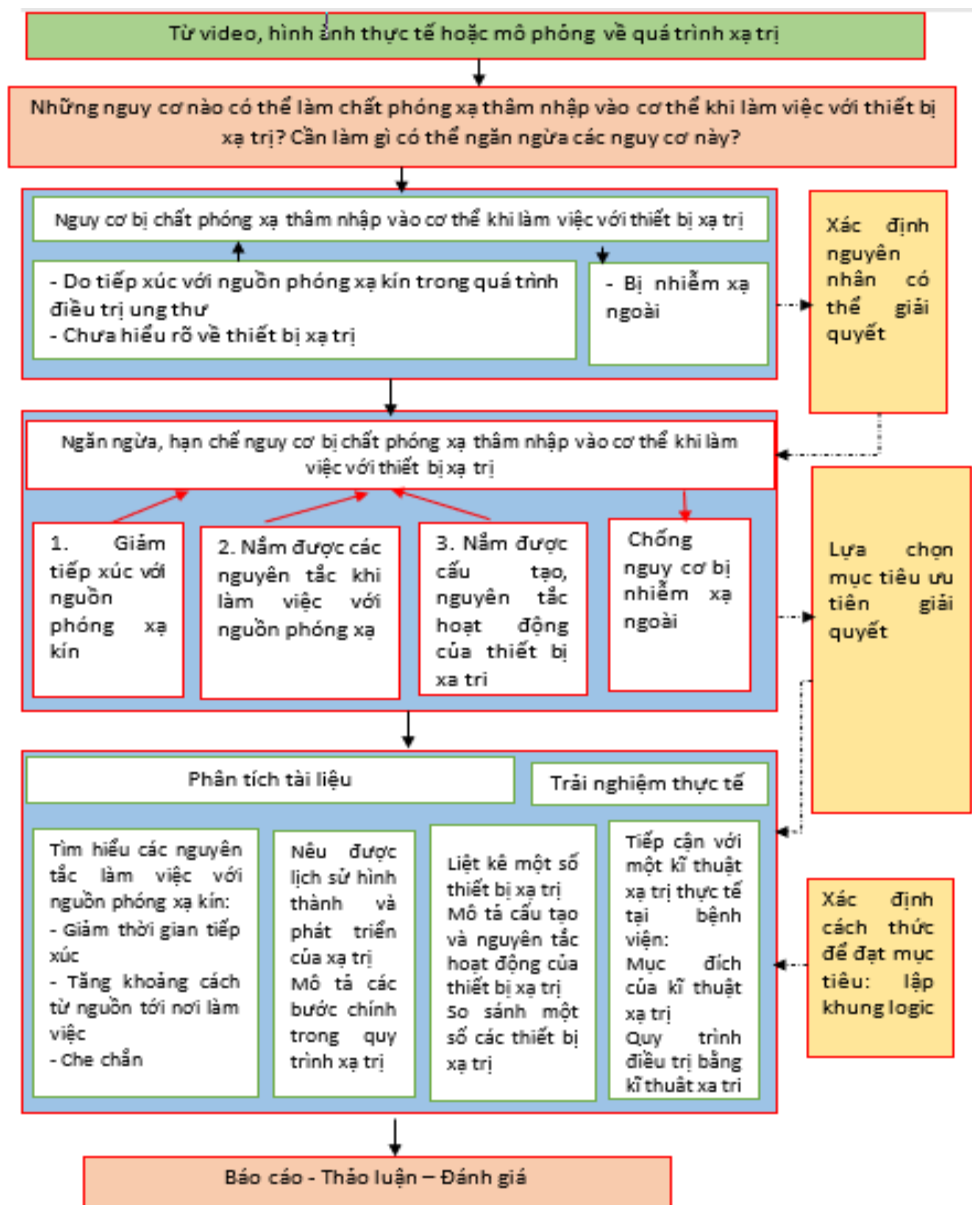 Từ video, hình ảnh thực tế hoặc mô phỏng về quá trình xạ trị
Những nguy cơ nào có thể làm chất phóng xạ thâm nhập vào cơ thể khi làm việc với thiết bị
xạ trị? Cần làm gì có thể ngăn ngừa các nguy cơ này?
Nguy cơ bị chất phóng xạ thâm nhập vào cơ thể khi làm việc với thiết bị xạ trị
- Do tiếp xúc với nguồn phóng xạ kín trong quá trình
điều trị ung thư
- Chưa hiểu rõ về thiết bị xạ trị
- Bị nhiễm xạ
ngoài
Xác định
nguyên
nhân có
thể giải
quyết
Ngăn ngừa, hạn chế nguy cơ bị chất phóng xạ thâm nhập vào cơ thể khi làm
việc với thiết bị xạ trị
1. Giảm
tiếp xúc với
nguồn
phóng xạ
kín
2. Nắm được các
nguyên tắc khi
làm việc với
nguồn phóng xạ
3. Nắm được
cấu tạo,
nguyên tắc
hoạt động
của thiết bị
xa tri
Chống
nguy cơ bị
nhiễm xạ
ngoài
Lựa chọn
mục tiêu ưu
tiên giải
quyết
Phân tích tài liệu
Trải nghiệm thực tế
Tìm hiểu các nguyên
tắc làm việc với
nguồn phóng xạ kín:
- Giảm thời gian tiếp
xúc
- Tăng khoảng cách
từ nguồn tới nơi làm
việc
- Che chắn
Nêu được
lịch sử hình
thành và
phát triển
của xạ trị
Mô tả các
bước chính
trong quy
trình xạ trị
Liệt kê một số
thiết bị xạ trị
Mô tả cấu tạo
và nguyên tắc
hoạt động của
thiết bị xạ trị
So sánh một
số các thiết bị
xạ trị
Tiếp cận với
một kĩ thuật
xạ trị thực tế
tại bệnh
viện:
Mục đích
của kĩ thuật
xạ trị
Quy trình
điều trị bằng
kĩ thuật xa tri
Xác định
cách thức
để đạt mục
tiêu: lập
khung logic
Báo cáo - Thảo luận – Đánh giá